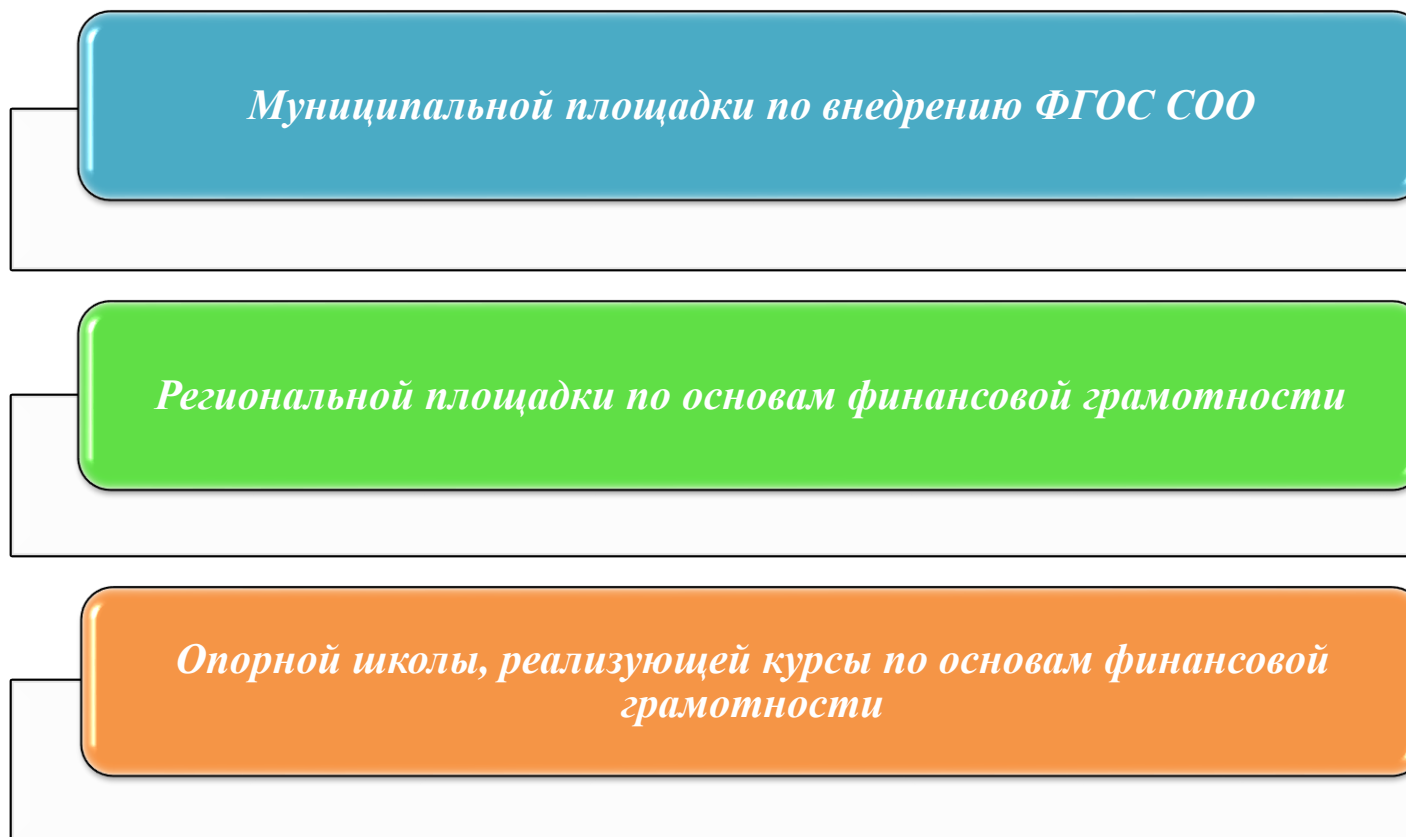 Муниципальной площадки по внедрению ФГОС СОО
Региональной площадки по основам финансовой грамотности
Опорной школы, реализующей курсы по основам финансовой
грамотности